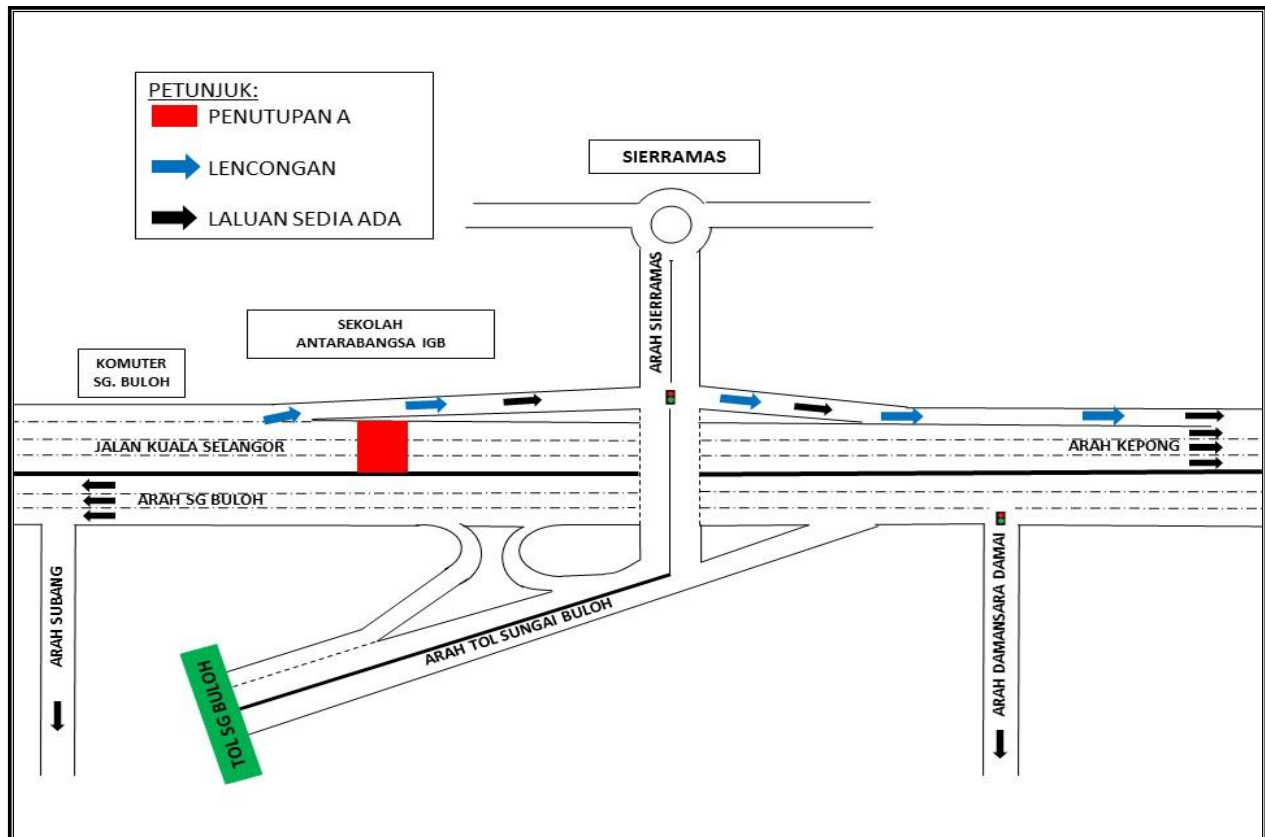 PETUNJUK:
PENUTUPAN A
LENCONGAN
LALUAN SEDIA ADA
SIERRAMAS
ARAH SIERRAMAS
SEKOLAH
ANTARABANGSA IGB
KOMUTER
SG. BULOH
JALAN KUALA SELANGOR
ARAH KEPONG
ARAH SG BULOH
ARAH SUBANG
TOL SG BULOH
ARAH TOL SUNGAI BULOH
ARAH DAMANSARA DAMAI